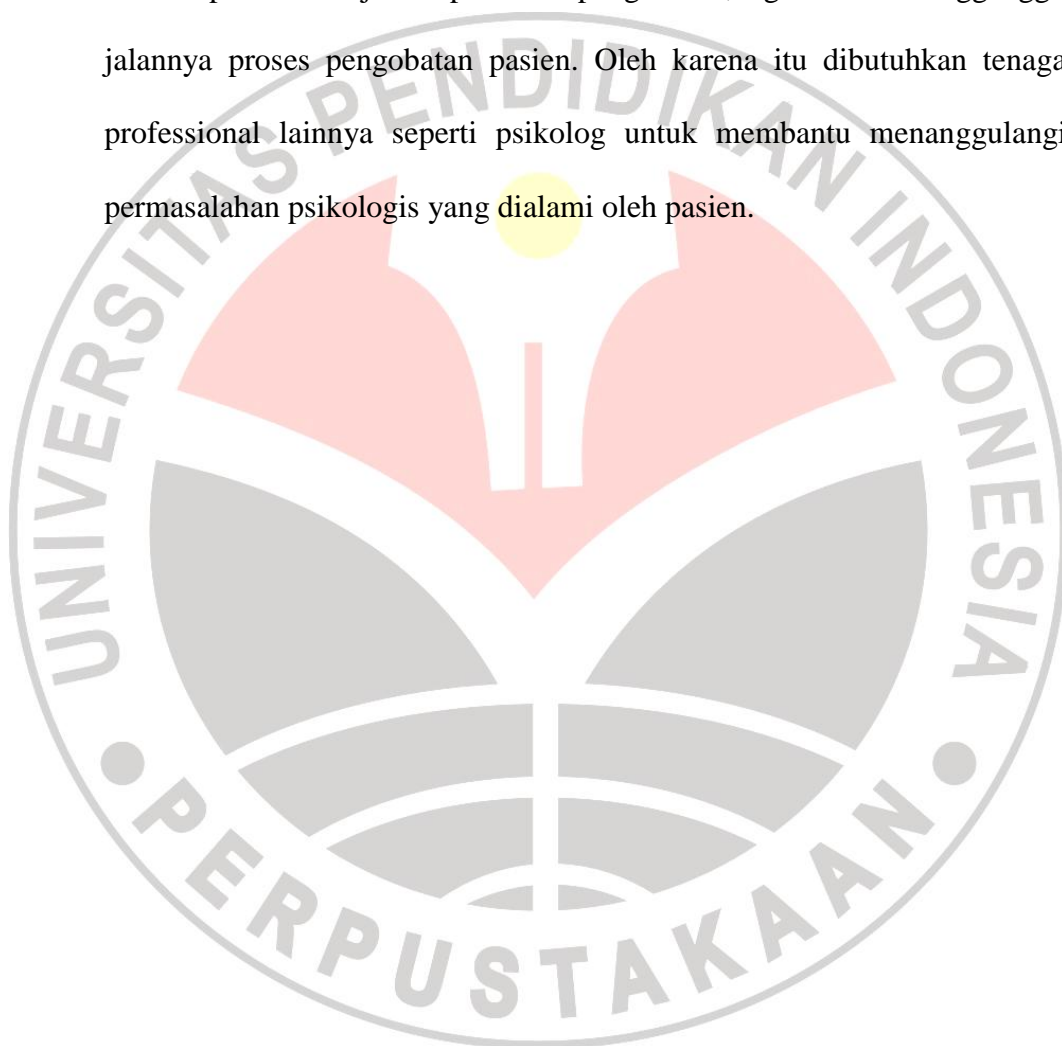 jalannya proses pengobatan pasien. Oleh karena itu dibutuhkan tenaga
professional lainnya seperti psikolog untuk membantu menanggulangi
permasalahan psikologis yang dialami oleh pasien.
UNIVERSITAS PENDIDIKAN INDONESIA
PERPUSTAKAAN